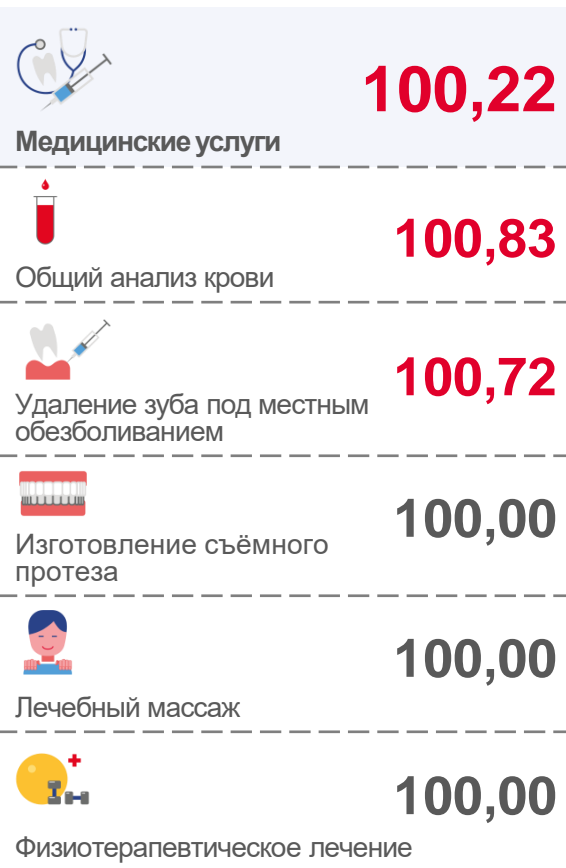 100,22
Медицинские услуги
100,83
Общий анализ крови
100,72
Удаление зуба под местным
обезболиванием
100,00
Изготовление съёмного
протеза
100,00
Лечебный массаж
100,00
Физиотерапевтическое лечение